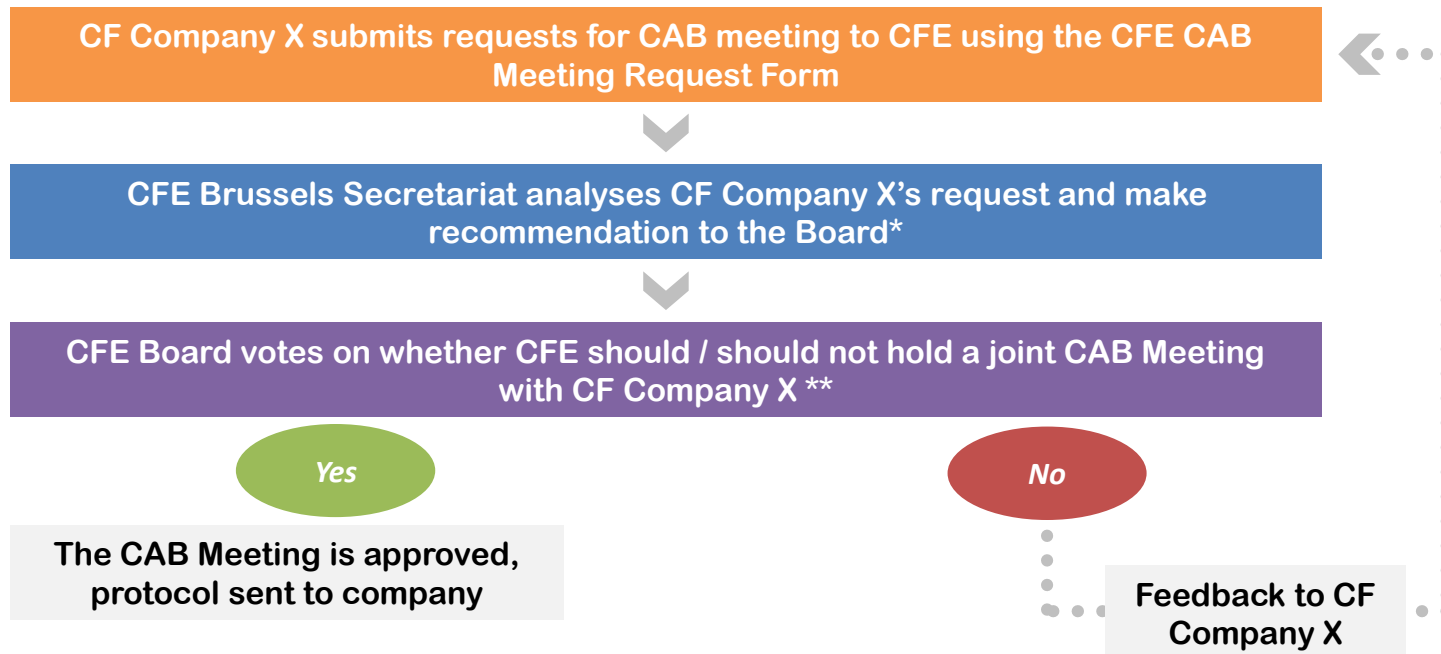 CF Company X submits requests for CAB meeting to CFE using the CFE CAB
Meeting Request Form
CFE Brussels Secretariat analyses CF Company X's request and make
recommendation to the Board*
CFE Board votes on whether CFE should / should not hold a joint CAB Meeting
with CF Company X **
Yes
No
The CAB Meeting is approved,
protocol sent to company
Feedback to CF
Company X